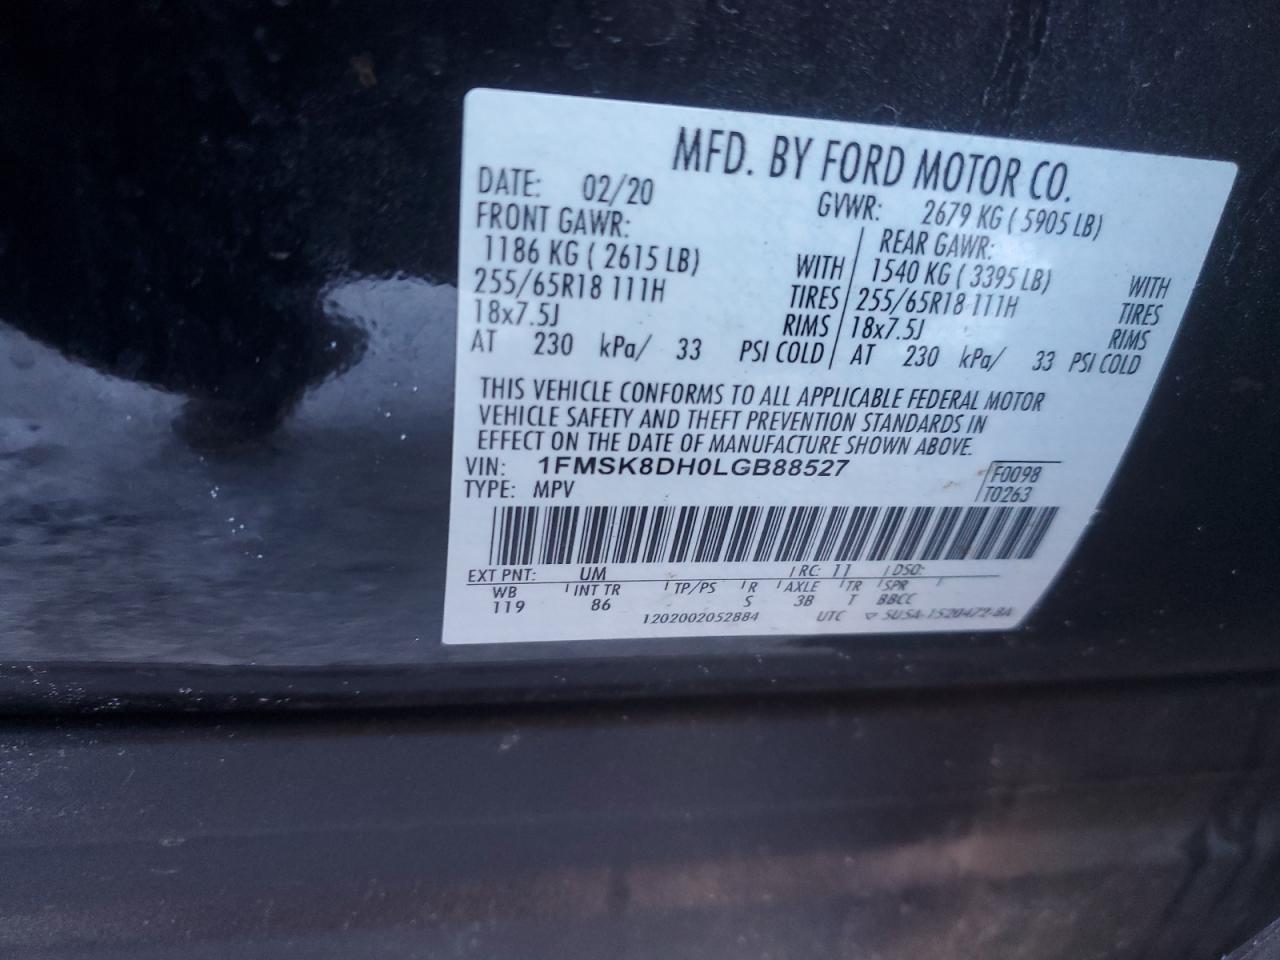 MFD. BY FORD MOTOR CO.
DATE: 02/20 GVWR: 2679 KG ( 5905 LB)
FRONT GAWR: REAR GAWR:
1186 KG ( 2615 LB) WITH 1540 KG ( 3395 LB) WITH
255/65R18 111H TIRES 255/65R18 111H TIRES
18x7.5J RIMS 18x7.5J RIMS
AT 230 kPa/ 33 PSI COLD AT 230 kPa/ 33 PSI COLD
THIS VEHICLE CONFORMS TO ALL APPLICABLE FEDERAL MOTOR
VEHICLE SAFETY AND THEFT PREVENTION STANDARDS IN
EFFECT ON THE DATE OF MANUFACTURE SHOWN ABOVE.
VIN: 1FMSK8DH0LGB88527 F0098
TYPE: MPV T0263
EXT PNT: UM RC: 11 DSO:
WB INT TR TP/PS R AXLE TR SPR
119 86 S 3B T BBCC
1202002052884 UTC ▽ SUSA-1520472-BA